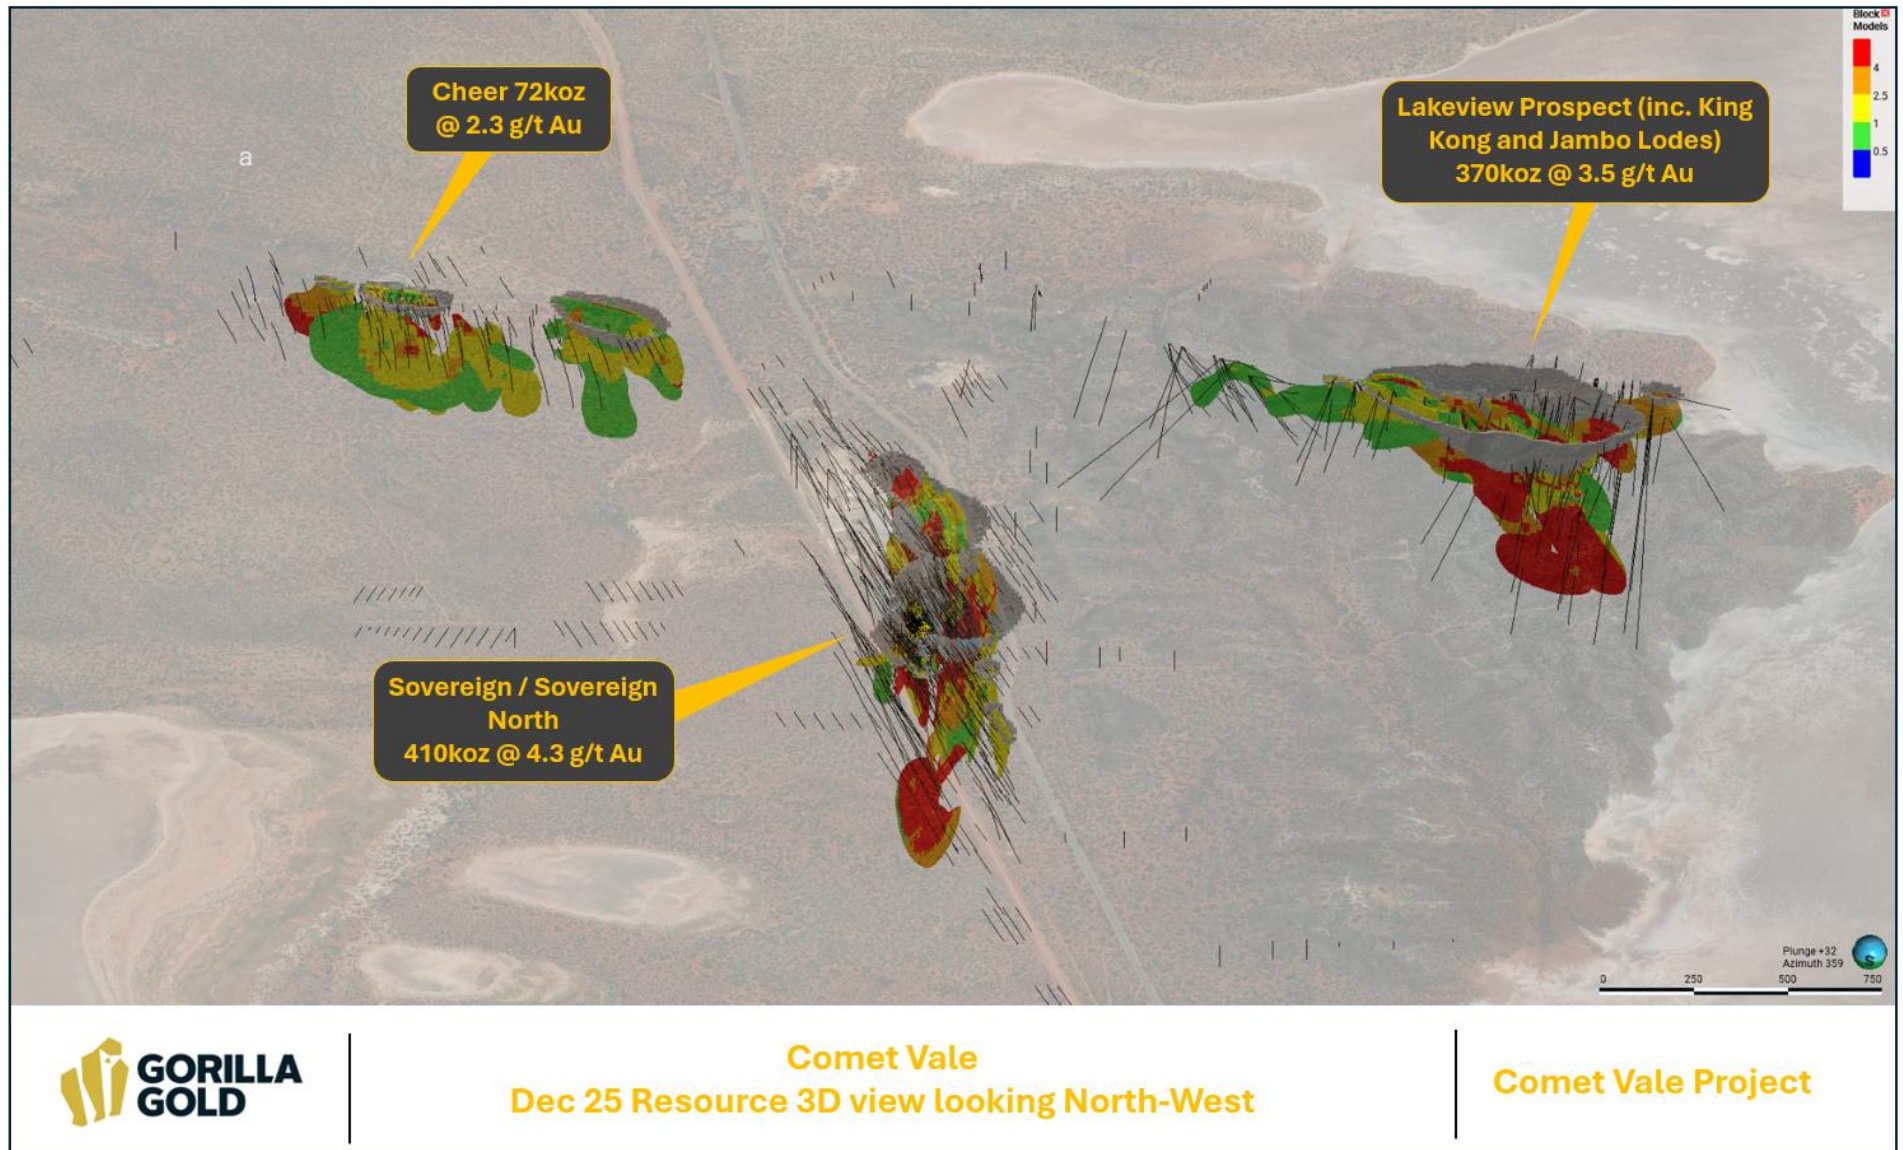 Block
Models
4
2.5
1
0.5
Cheer 72koz
@ 2.3 g/t Au
Lakeview Prospect (inc. King
Kong and Jambo Lodes)
370koz @ 3.5 g/t Au
a
Sovereign / Sovereign
North
410koz @ 4.3 g/t Au
Plunge +32
Azimuth 359
S
0 250 500 750
GORILLA
GOLD
Comet Vale
Dec 25 Resource 3D view looking North-West
Comet Vale Project